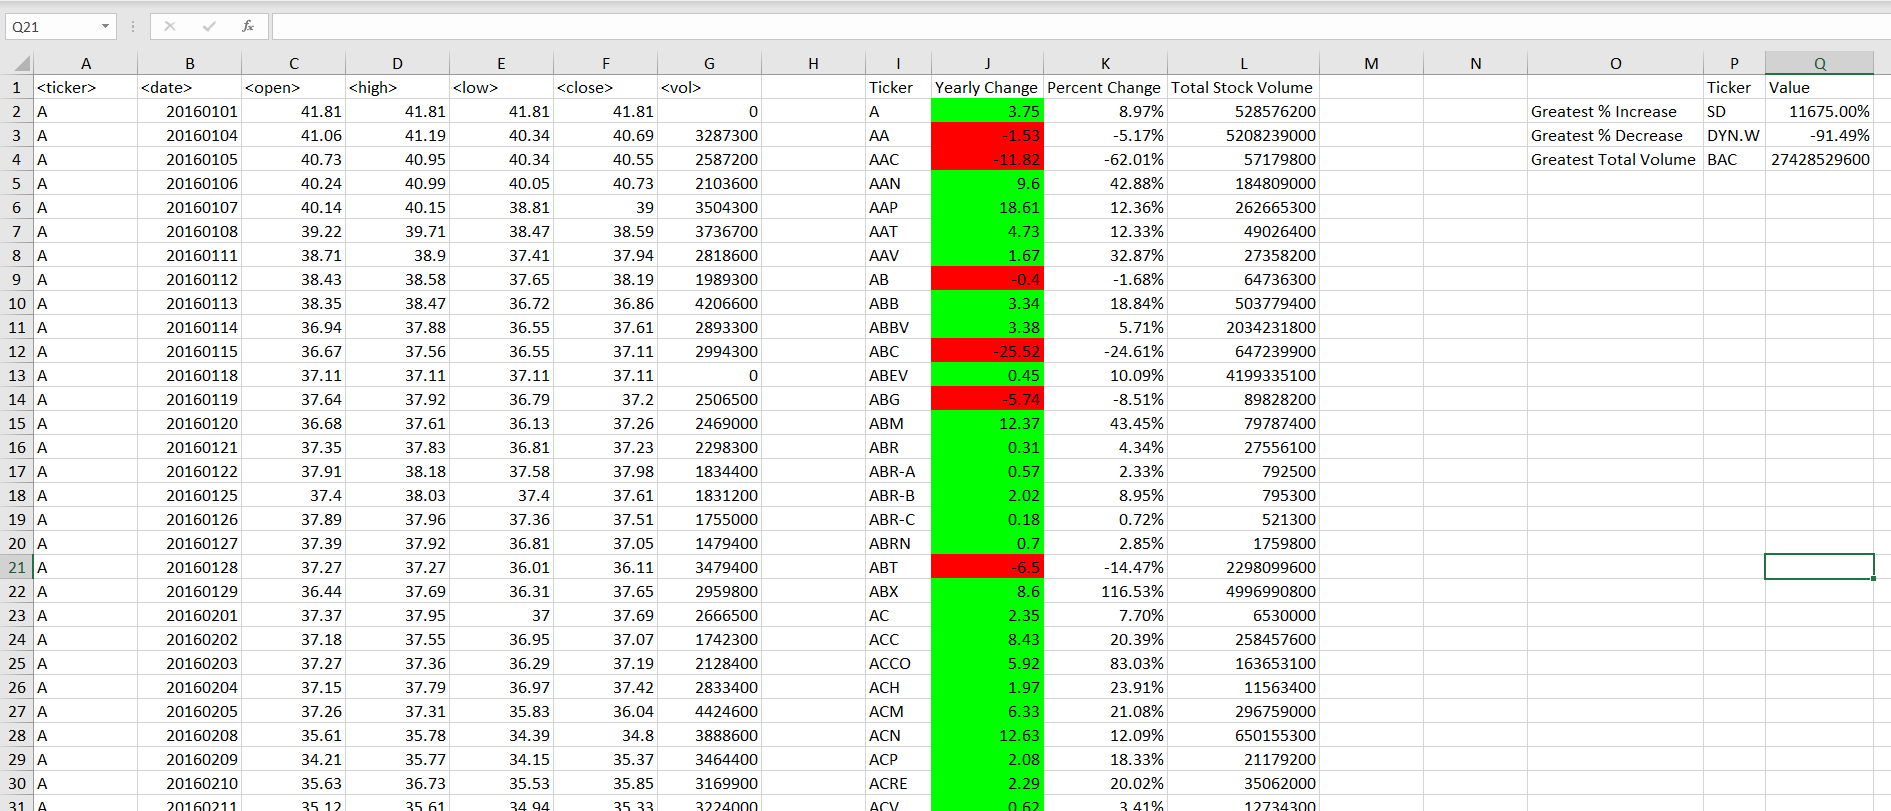 Q21 fx
A B C D E F G H I J K L M N O P Q
1 <ticker> <date> <open> <high> <low> <close> <vol> Ticker Yearly Change Percent Change Total Stock Volume Ticker Value
2 A 20160101 41.81 41.81 41.81 41.81 0 A 3.75 8.97% 528576200 Greatest % Increase SD 11675.00%
3 A 20160104 41.06 41.19 40.34 40.69 3287300 AA -1.53 -5.17% 5208239000 Greatest % Decrease DYN.W -91.49%
4 A 20160105 40.73 40.95 40.34 40.55 2587200 AAC -11.82 -62.01% 57179800 Greatest Total Volume BAC 27428529600
5 A 20160106 40.24 40.99 40.05 40.73 2103600 AAN 9.6 42.88% 184809000
6 A 20160107 40.14 40.15 38.81 39 3504300 AAP 18.61 12.36% 262665300
7 A 20160108 39.22 39.71 38.47 38.59 3736700 AAT 4.73 12.33% 49026400
8 A 20160111 38.71 38.9 37.41 37.94 2818600 AAV 1.67 32.87% 27358200
9 A 20160112 38.43 38.58 37.65 38.19 1989300 AB -0.4 -1.68% 64736300
10 A 20160113 38.35 38.47 36.72 36.86 4206600 ABB 3.34 18.84% 503779400
11 A 20160114 36.94 37.88 36.55 37.61 2893300 ABBV 3.38 5.71% 2034231800
12 A 20160115 36.67 37.56 36.55 37.11 2994300 ABC -25.52 -24.61% 647239900
13 A 20160118 37.11 37.11 37.11 37.11 0 ABEV 0.45 10.09% 4199335100
14 A 20160119 37.64 37.92 36.79 37.2 2506500 ABG -5.74 -8.51% 89828200
15 A 20160120 36.68 37.61 36.13 37.26 2469000 ABM 12.37 43.45% 79787400
16 A 20160121 37.35 37.83 36.81 37.23 2298300 ABR 0.31 4.34% 27556100
17 A 20160122 37.91 38.18 37.58 37.98 1834400 ABR-A 0.57 2.33% 792500
18 A 20160125 37.4 38.03 37.4 37.61 1831200 ABR-B 2.02 8.95% 795300
19 A 20160126 37.89 37.96 37.36 37.51 1755000 ABR-C 0.18 0.72% 521300
20 A 20160127 37.39 37.92 36.81 37.05 1479400 ABRN 0.7 2.85% 1759800
21 A 20160128 37.27 37.27 36.01 36.11 3479400 ABT -6.5 -14.47% 2298099600
22 A 20160129 36.44 37.69 36.31 37.65 2959800 ABX 8.6 116.53% 4996990800
23 A 20160201 37.37 37.95 37 37.69 2666500 AC 2.35 7.70% 6530000
24 A 20160202 37.18 37.55 36.95 37.07 1742300 ACC 8.43 20.39% 258457600
25 A 20160203 37.27 37.36 36.29 37.19 2128400 ACCO 5.92 83.03% 163653100
26 A 20160204 37.15 37.79 36.97 37.42 2833400 ACH 1.97 23.91% 11563400
27 A 20160205 37.26 37.31 35.83 36.04 4424600 ACM 6.33 21.08% 296759000
28 A 20160208 35.61 35.78 34.39 34.8 3888600 ACN 12.63 12.09% 650155300
29 A 20160209 34.21 35.77 34.15 35.37 3464400 ACP 2.08 18.33% 21179200
30 A 20160210 35.63 36.73 35.53 35.85 3169900 ACRE 2.29 20.02% 35062000
31 A 20160211 35.12 35.61 34.94 35.33 3224000 ACV 0.62 3.41% 12734300